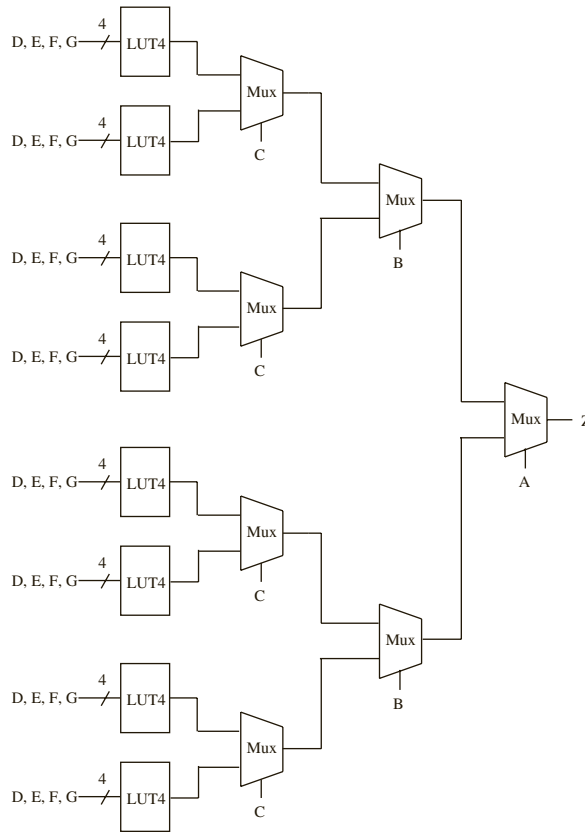 4
D, E, F, G
LUT4
Mux
4
D, E, F, G
LUT4
C
Mux
B
4
D, E, F, G
LUT4
Mux
4
D, E, F, G
LUT4
C
Mux
Z
A
4
D, E, F, G
LUT4
Mux
4
D, E, F, G
LUT4
C
Mux
B
4
D, E, F, G
LUT4
Mux
4
D, E, F, G
LUT4
C